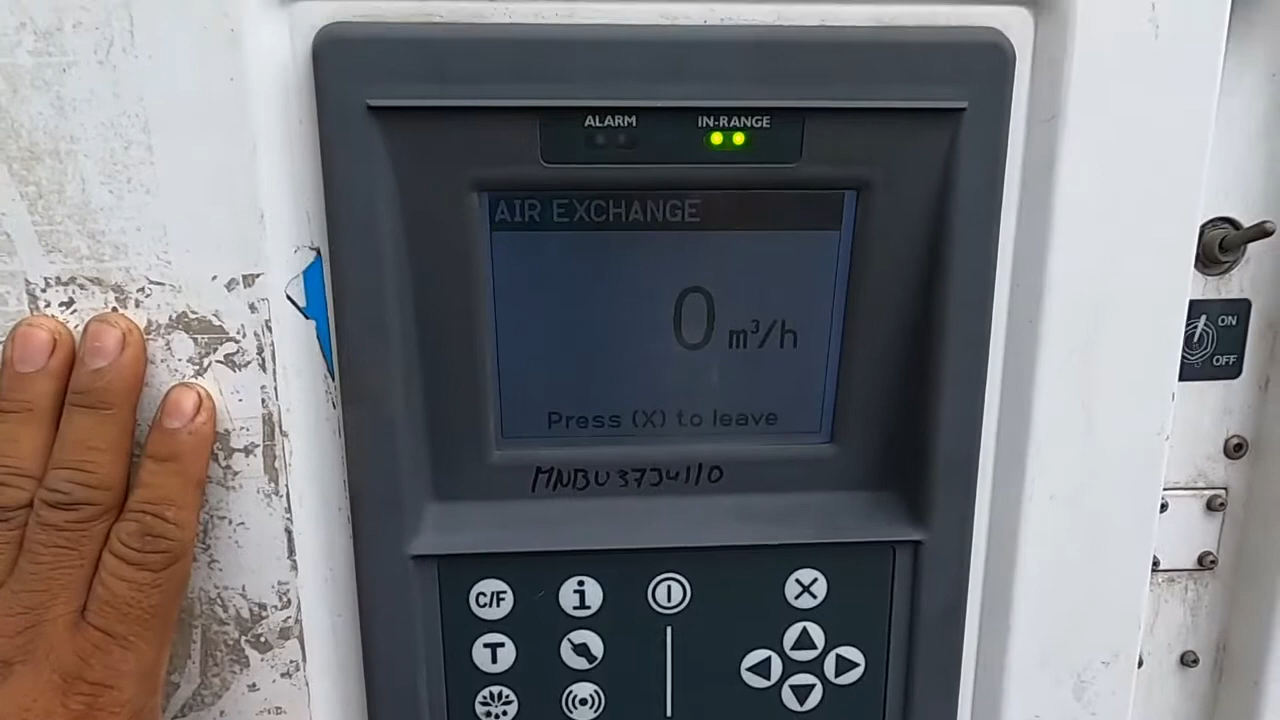 ALARM IN-RANGE
AIR EXCHANGE
0 m³/h
Press (X) to leave
MNBU3734110
ON
OFF
C/F i X
T